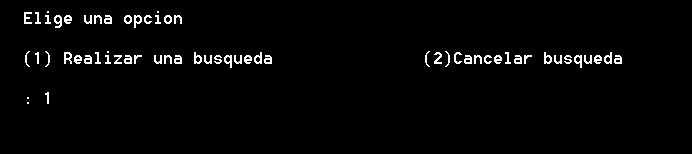 Elige una opcion
(1) Realizar una busqueda (2)Cancelar busqueda
: 1